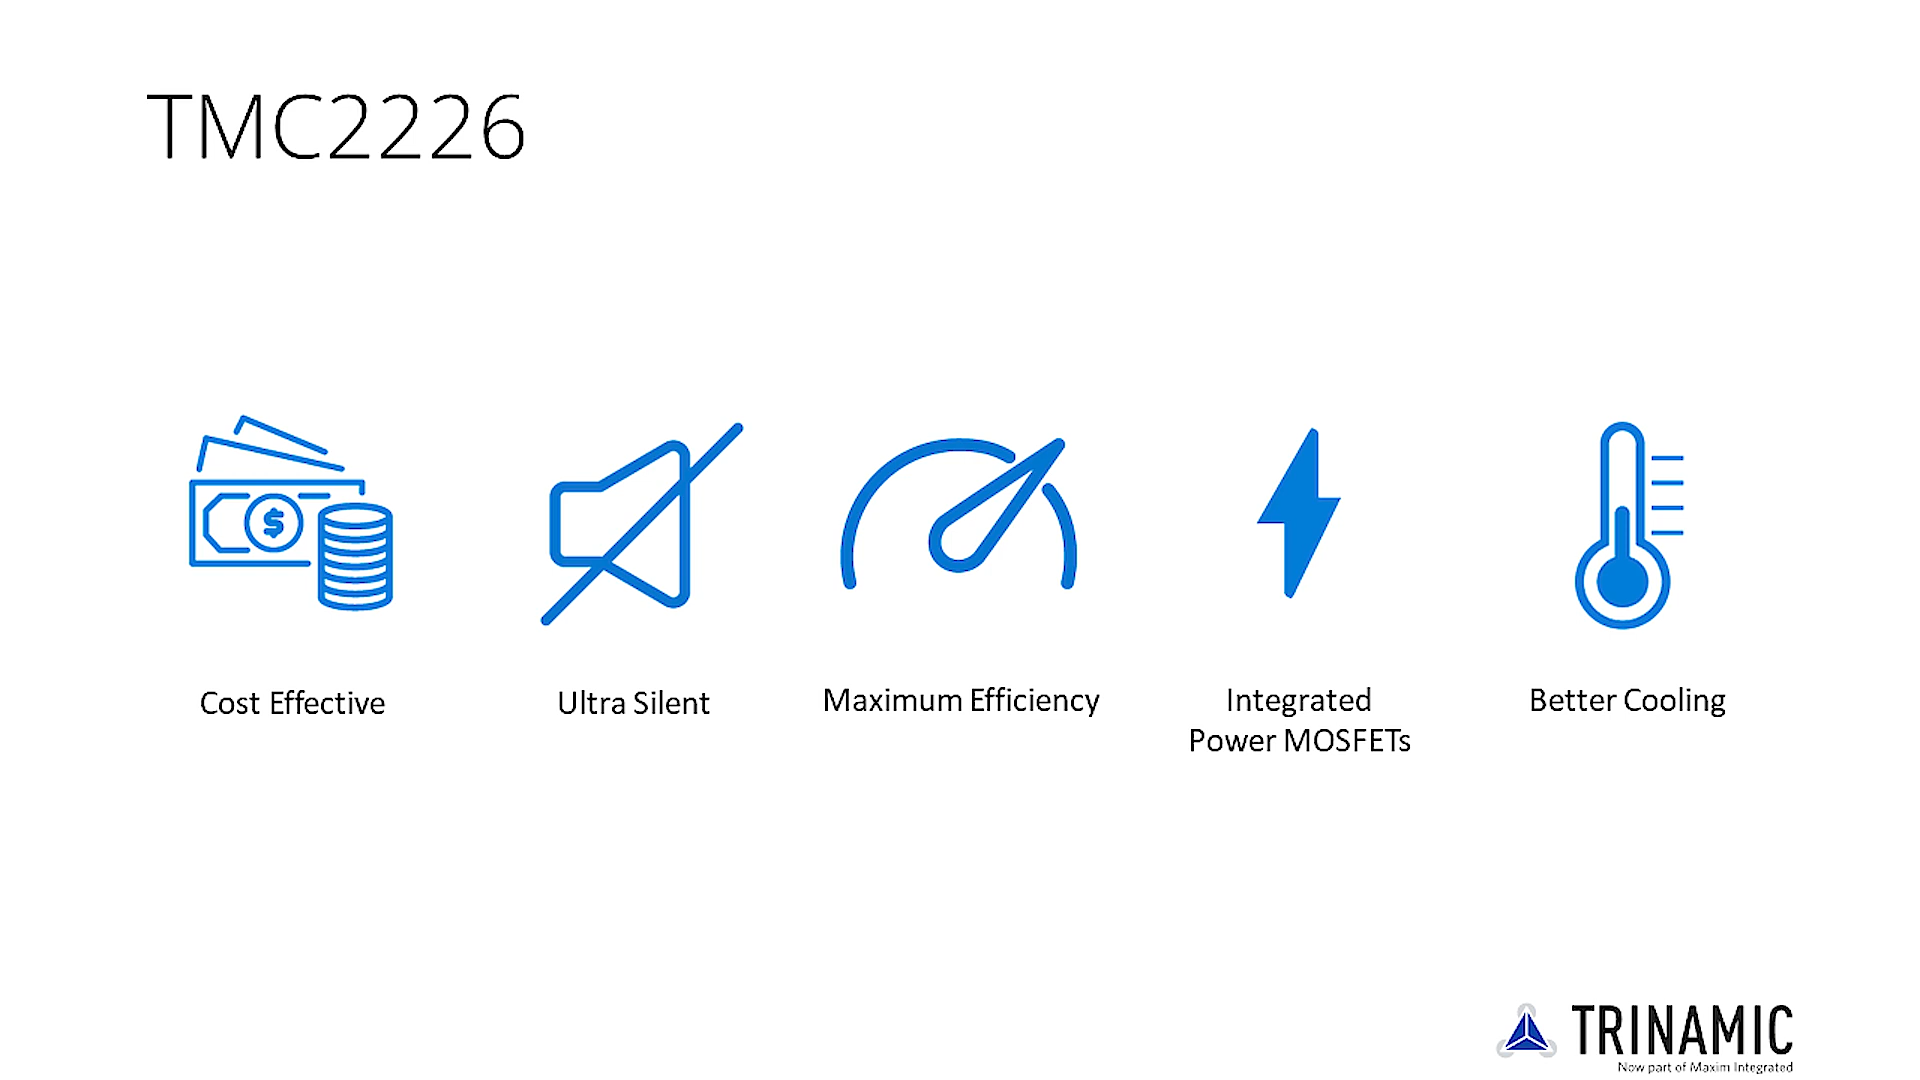 TMC2226
$
Cost Effective
Ultra Silent
Maximum Efficiency
Integrated
Power MOSFETs
Better Cooling
TRINAMIC
Now part of Maxim Integrated